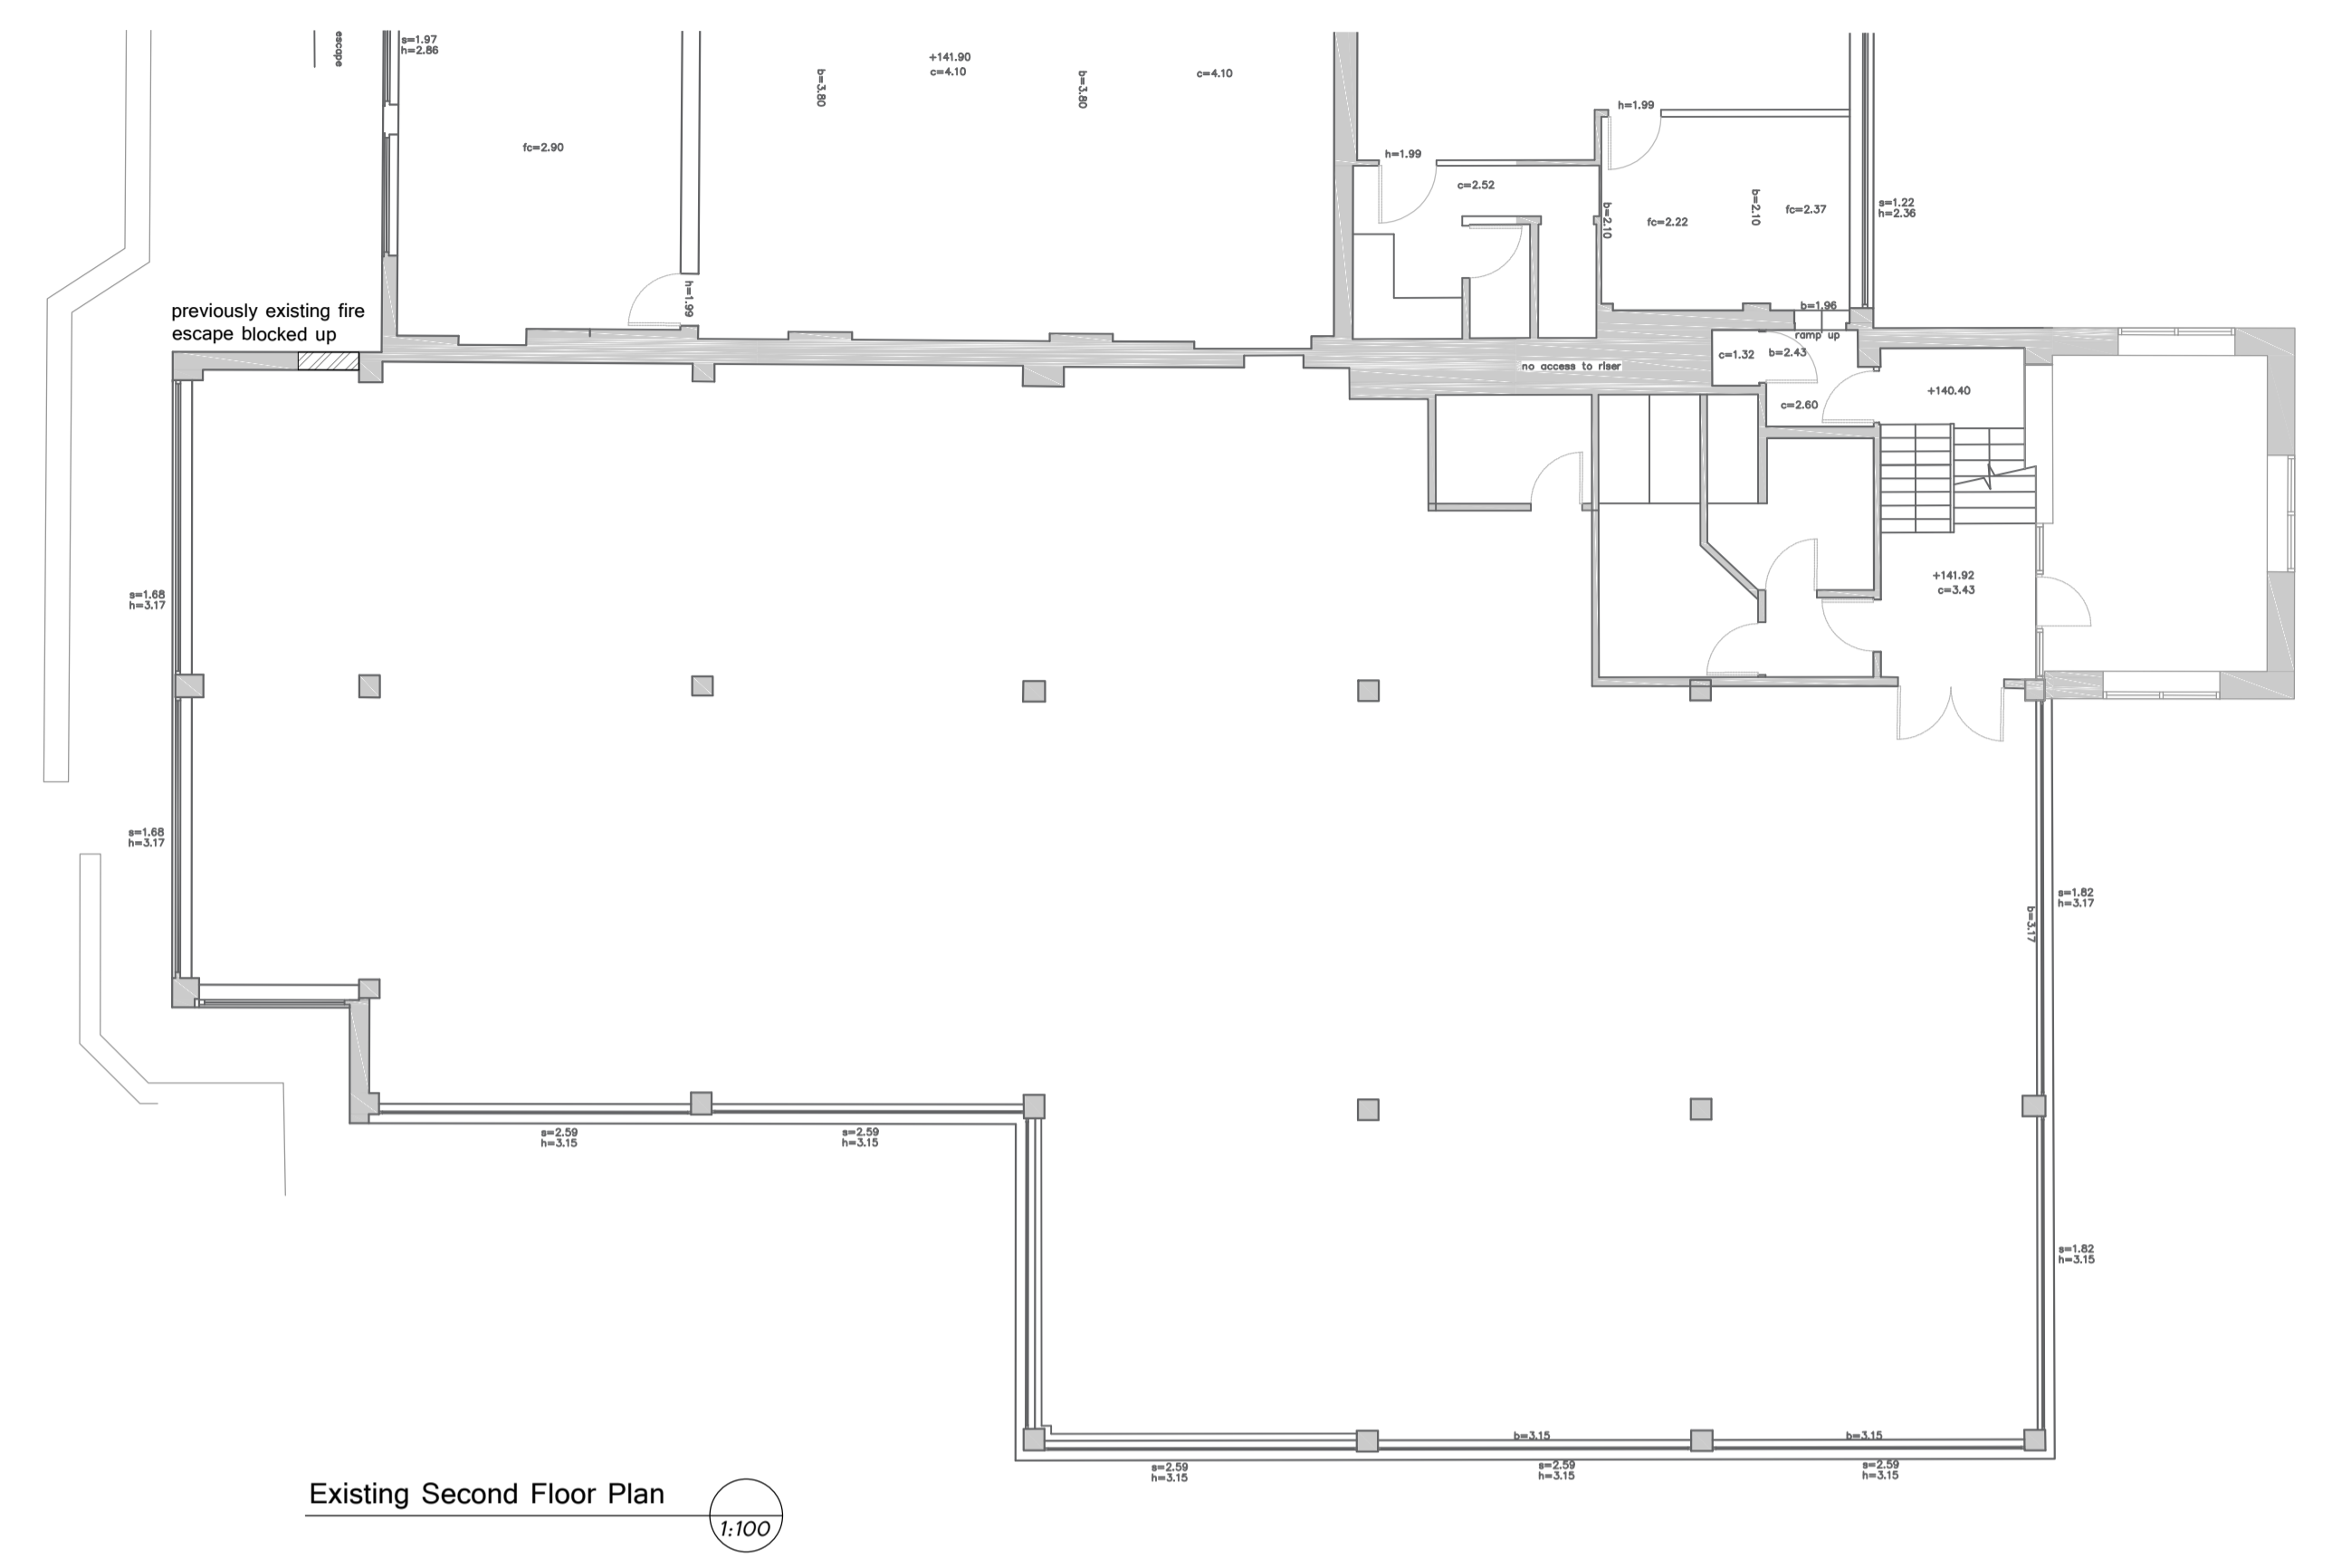 escape
s=1.97
h=2.86
+141.90
c=4.10
b=3.80
b=3.80
c=4.10
fc=2.90
h=1.99
h=1.99
c=2.52
b=2.10
fc=2.22
b=2.10
fc=2.37
s=1.22
h=2.36
h=1.99
previously existing fire
escape blocked up
b=1.96
ramp up
c=1.32
b=2.43
no access to riser
c=2.60
+140.40
+141.92
c=3.43
s=1.68
h=3.17
s=1.68
h=3.17
s=1.82
h=3.17
b=3.17
s=2.59
h=3.15
s=2.59
h=3.15
s=1.82
h=3.15
b=3.15
b=3.15
s=2.59
h=3.15
s=2.59
h=3.15
s=2.59
h=3.15
Existing Second Floor Plan
1:100